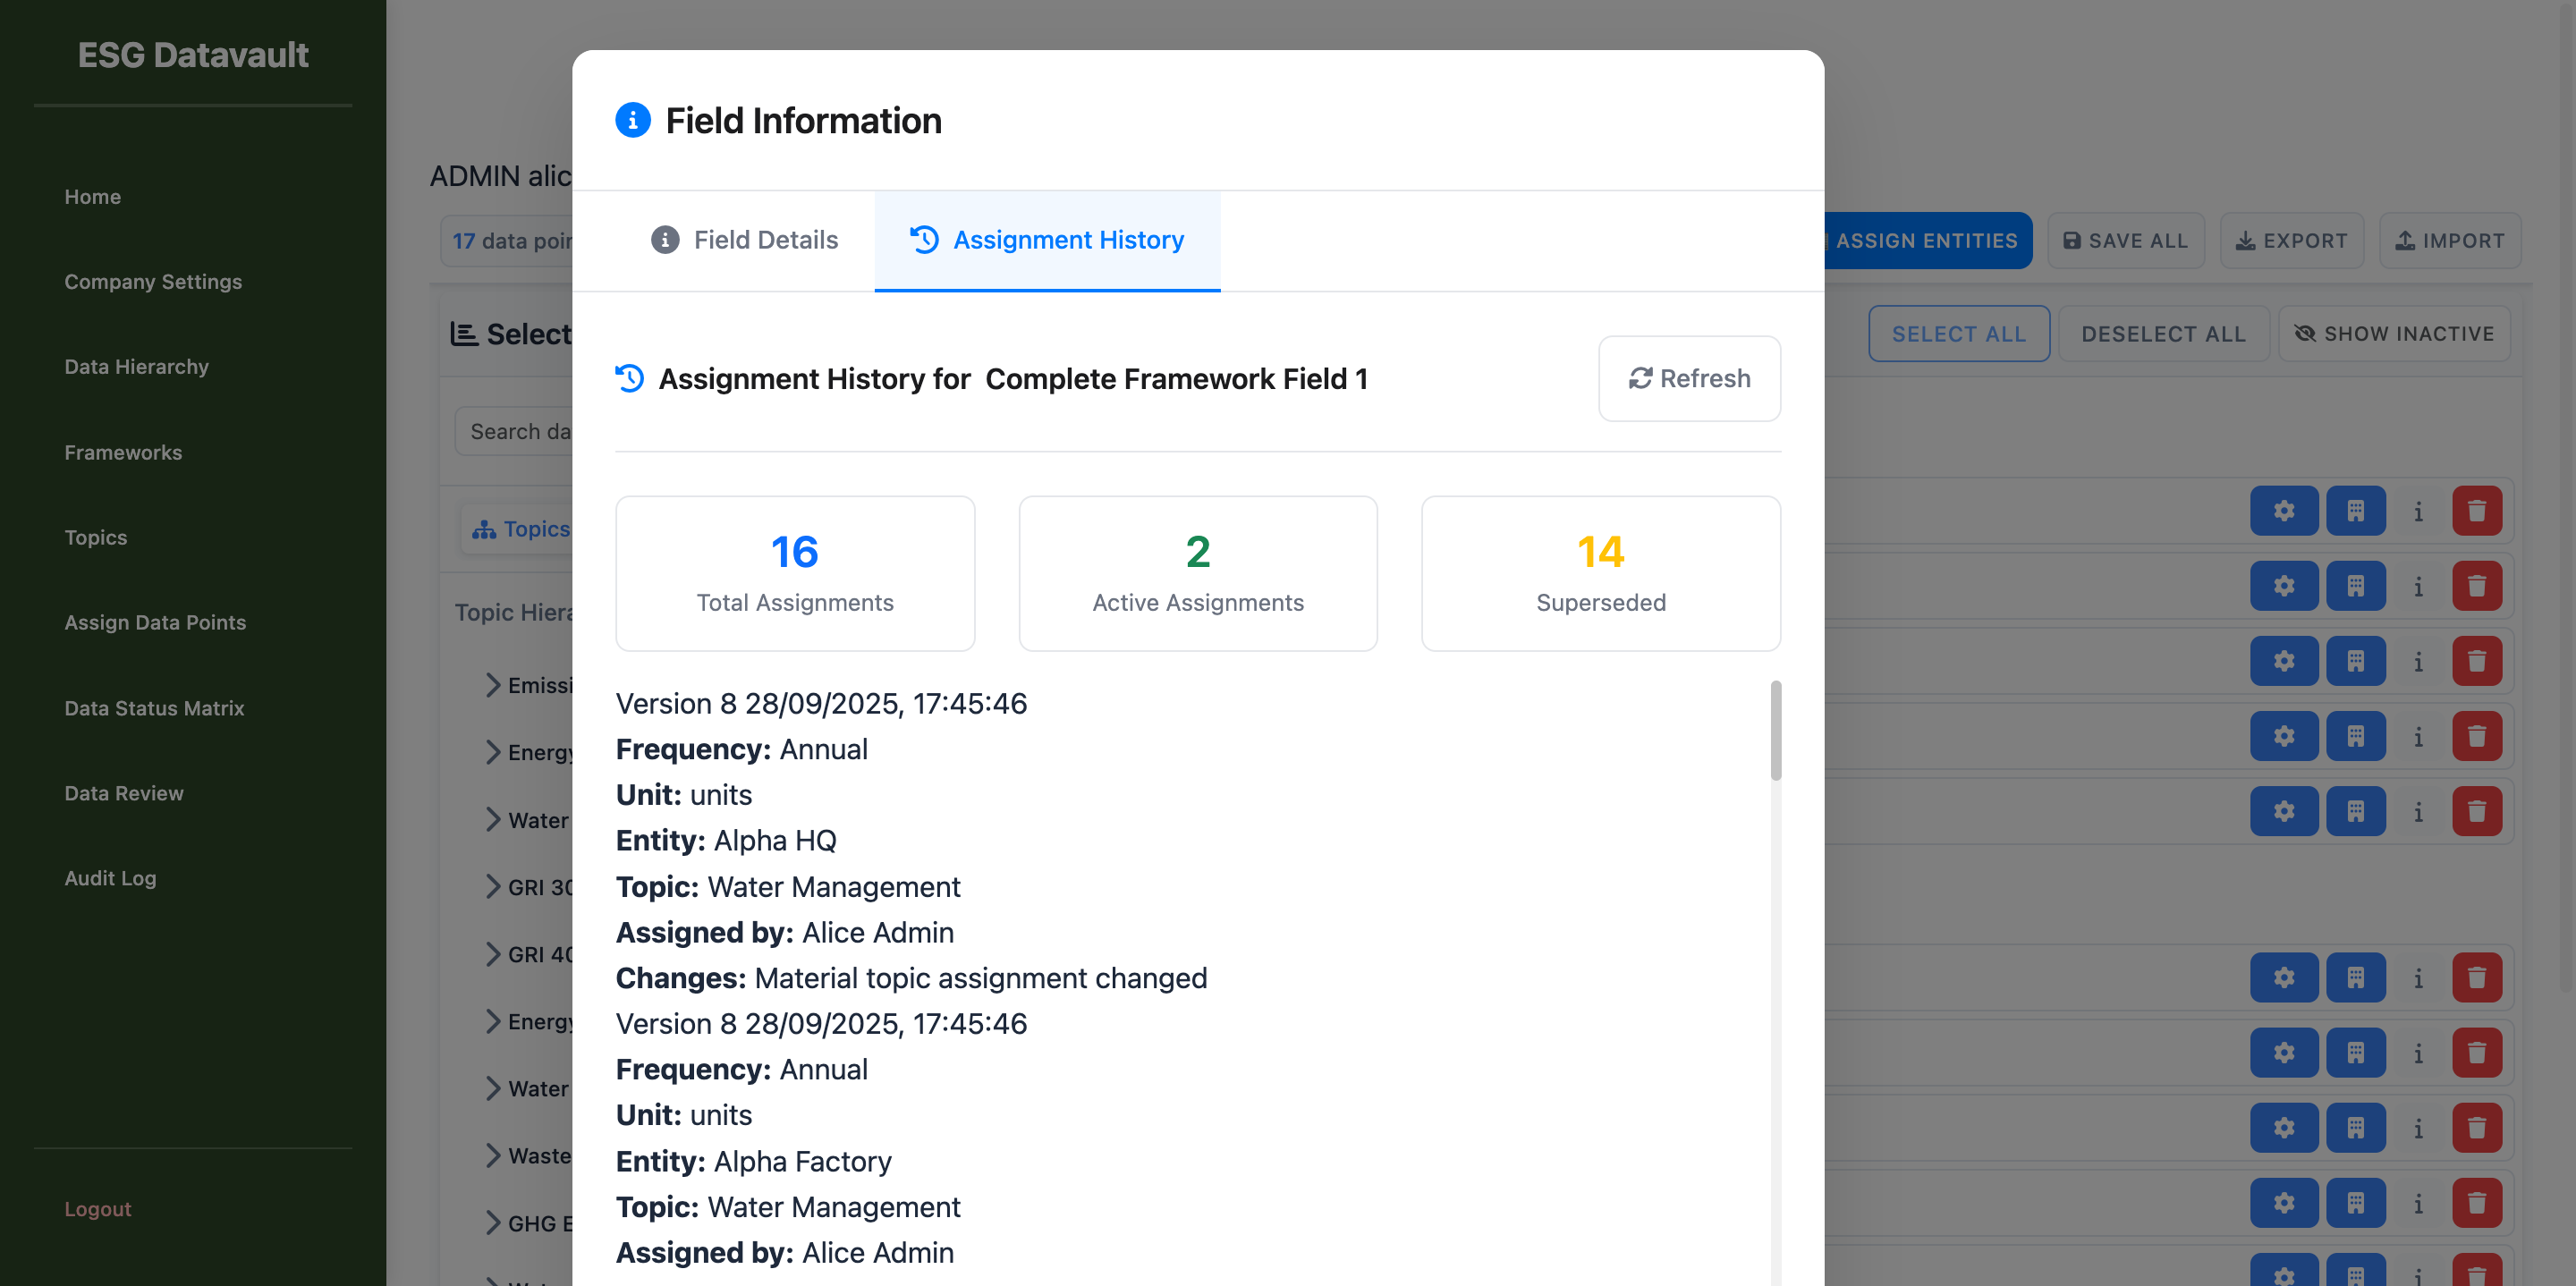 ESG Datavault
Home
Company Settings
Data Hierarchy
Frameworks
Topics
Assign Data Points
Data Status Matrix
Data Review
Audit Log
Logout
ADMIN alic
17 data poin
ASSIGN ENTITIES
SAVE ALL
EXPORT
IMPORT
Select
SELECT ALL
DESELECT ALL
SHOW INACTIVE
Search da
Topics
Topic Hiera
Emissi
Energy
Water
GRI 30
GRI 40
Energy
Water
Waste
GHG E
Field Information
Field Details
Assignment History
Assignment History for Complete Framework Field 1
Refresh
16
Total Assignments
2
Active Assignments
14
Superseded
Version 8 28/09/2025, 17:45:46
Frequency: Annual
Unit: units
Entity: Alpha HQ
Topic: Water Management
Assigned by: Alice Admin
Changes: Material topic assignment changed
Version 8 28/09/2025, 17:45:46
Frequency: Annual
Unit: units
Entity: Alpha Factory
Topic: Water Management
Assigned by: Alice Admin